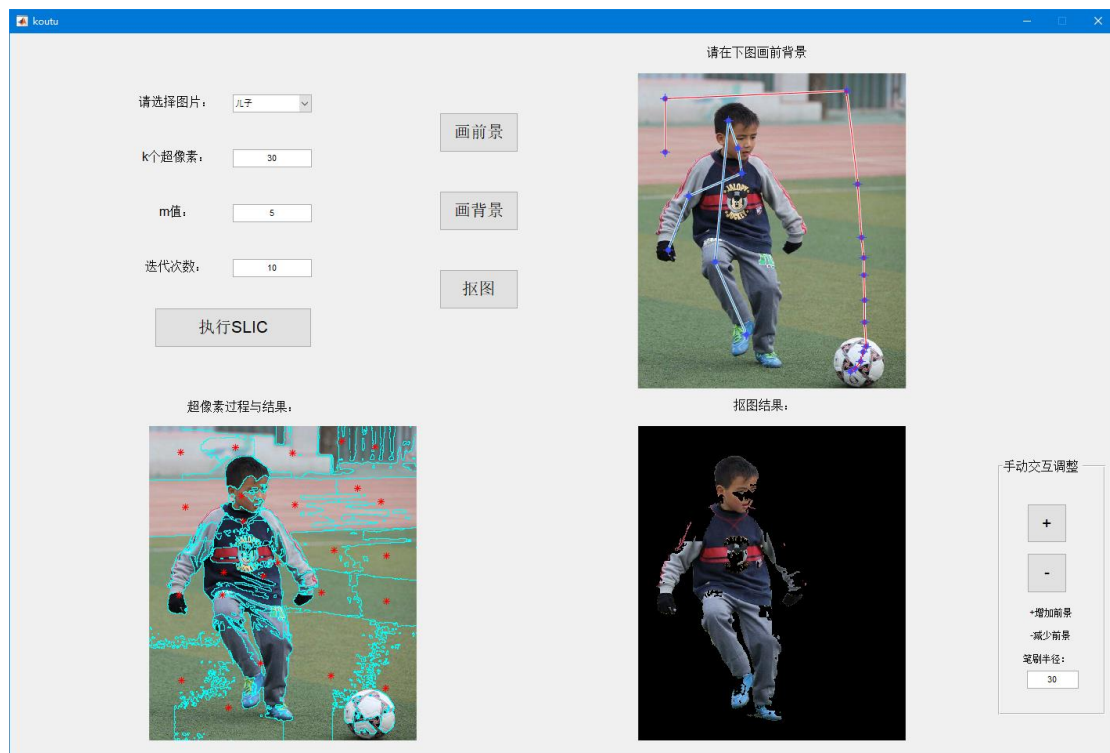 koutu
请选择图片：
儿子
k个超像素：
30
m值：
5
迭代次数：
10
执行SLIC
画前景
画背景
抠图
请在下图画前背景
JALOPY
超像素过程与结果：
抠图结果：
手动交互调整
+
-
+增加前景
-减少前景
笔刷半径：
30